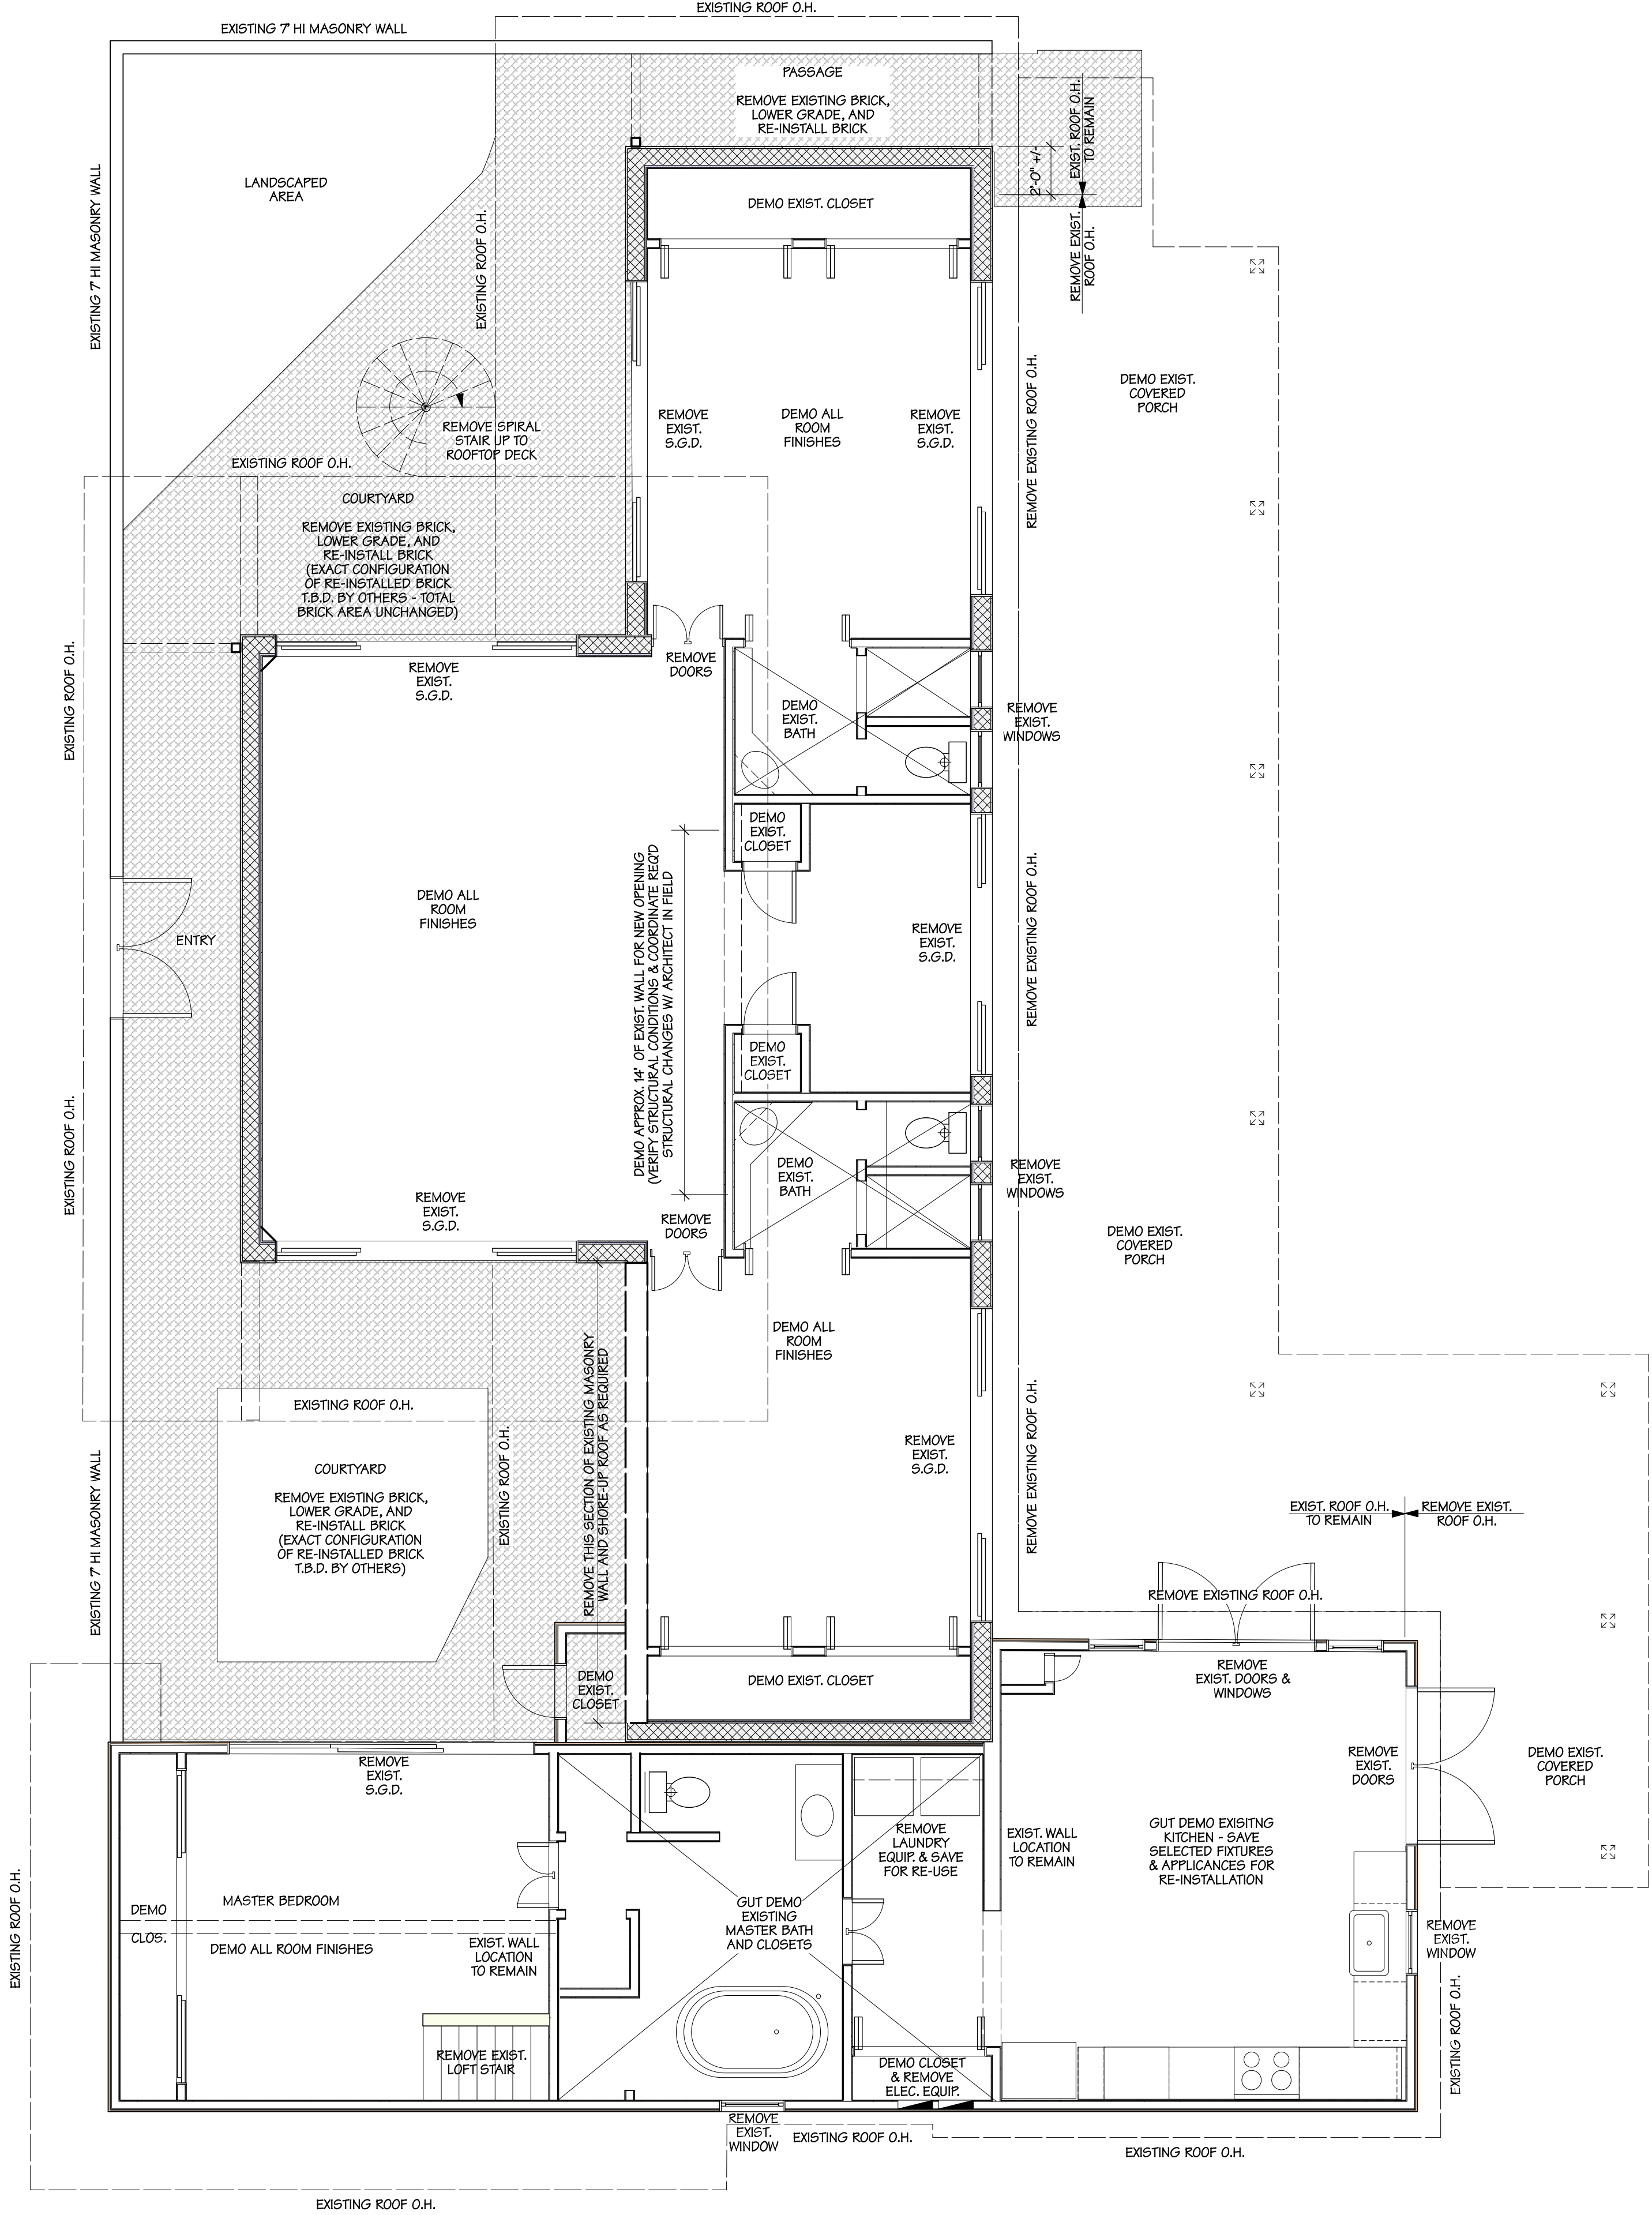 EXISTING ROOF O.H.
EXISTING 7' HI MASONRY WALL
PASSAGE
REMOVE EXISTING BRICK,
LOWER GRADE, AND
RE-INSTALL BRICK
EXIST. ROOF O.H.
TO REMAIN
2'-0" +/-
REMOVE EXIST.
ROOF O.H.
LANDSCAPED
AREA
EXISTING 7' HI MASONRY WALL
DEMO EXIST. CLOSET
EXISTING ROOF O.H.
DEMO EXIST.
COVERED
PORCH
REMOVE
EXIST.
S.G.D.
DEMO ALL
ROOM
FINISHES
REMOVE
EXIST.
S.G.D.
REMOVE EXISTING ROOF O.H.
REMOVE SPIRAL
STAIR UP TO
ROOFTOP DECK
EXISTING ROOF O.H.
COURTYARD
REMOVE EXISTING BRICK,
LOWER GRADE, AND
RE-INSTALL BRICK
(EXACT CONFIGURATION
OF RE-INSTALLED BRICK
T.B.D. BY OTHERS - TOTAL
BRICK AREA UNCHANGED)
EXISTING ROOF O.H.
REMOVE
EXIST.
S.G.D.
REMOVE
DOORS
DEMO
EXIST.
BATH
REMOVE
EXIST.
WINDOWS
DEMO
EXIST.
CLOSET
DEMO ALL
ROOM
FINISHES
ENTRY
DEMO APPROX. 14' OF EXIST. WALL FOR NEW OPENING
(VERIFY STRUCTURAL CONDITIONS & COORDINATE REQ'D
STRUCTURAL CHANGES W/ ARCHITECT IN FIELD
REMOVE
EXIST.
S.G.D.
REMOVE EXISTING ROOF O.H.
DEMO
EXIST.
CLOSET
EXISTING ROOF O.H.
REMOVE
EXIST.
S.G.D.
REMOVE
DOORS
DEMO
EXIST.
BATH
REMOVE
EXIST.
WINDOWS
DEMO EXIST.
COVERED
PORCH
DEMO ALL
ROOM
FINISHES
EXISTING ROOF O.H.
REMOVE THIS SECTION OF EXISTING MASONRY
WALL AND SHORE-UP ROOF AS REQUIRED
EXISTING ROOF O.H.
COURTYARD
REMOVE EXISTING BRICK,
LOWER GRADE, AND
RE-INSTALL BRICK
(EXACT CONFIGURATION
OF RE-INSTALLED BRICK
T.B.D. BY OTHERS)
EXISTING 7' HI MASONRY WALL
REMOVE
EXIST.
S.G.D.
REMOVE EXISTING ROOF O.H.
EXIST. ROOF O.H.
TO REMAIN
REMOVE EXIST.
ROOF O.H.
REMOVE EXISTING ROOF O.H.
DEMO
EXIST.
CLOSET
DEMO EXIST. CLOSET
REMOVE
EXIST. DOORS &
WINDOWS
REMOVE
EXIST.
S.G.D.
REMOVE
EXIST.
DOORS
DEMO EXIST.
COVERED
PORCH
REMOVE
LAUNDRY
EQUIP. & SAVE
FOR RE-USE
EXIST. WALL
LOCATION
TO REMAIN
GUT DEMO EXISITNG
KITCHEN - SAVE
SELECTED FIXTURES
& APPLICANCES FOR
RE-INSTALLATION
EXISTING ROOF O.H.
DEMO
CLOS.
MASTER BEDROOM
DEMO ALL ROOM FINISHES
EXIST. WALL
LOCATION
TO REMAIN
GUT DEMO
EXISTING
MASTER BATH
AND CLOSETS
REMOVE
EXIST.
WINDOW
EXISTING ROOF O.H.
REMOVE EXIST.
LOFT STAIR
DEMO CLOSET
& REMOVE
ELEC. EQUIP.
REMOVE
EXIST.
WINDOW
EXISTING ROOF O.H.
EXISTING ROOF O.H.
EXISTING ROOF O.H.